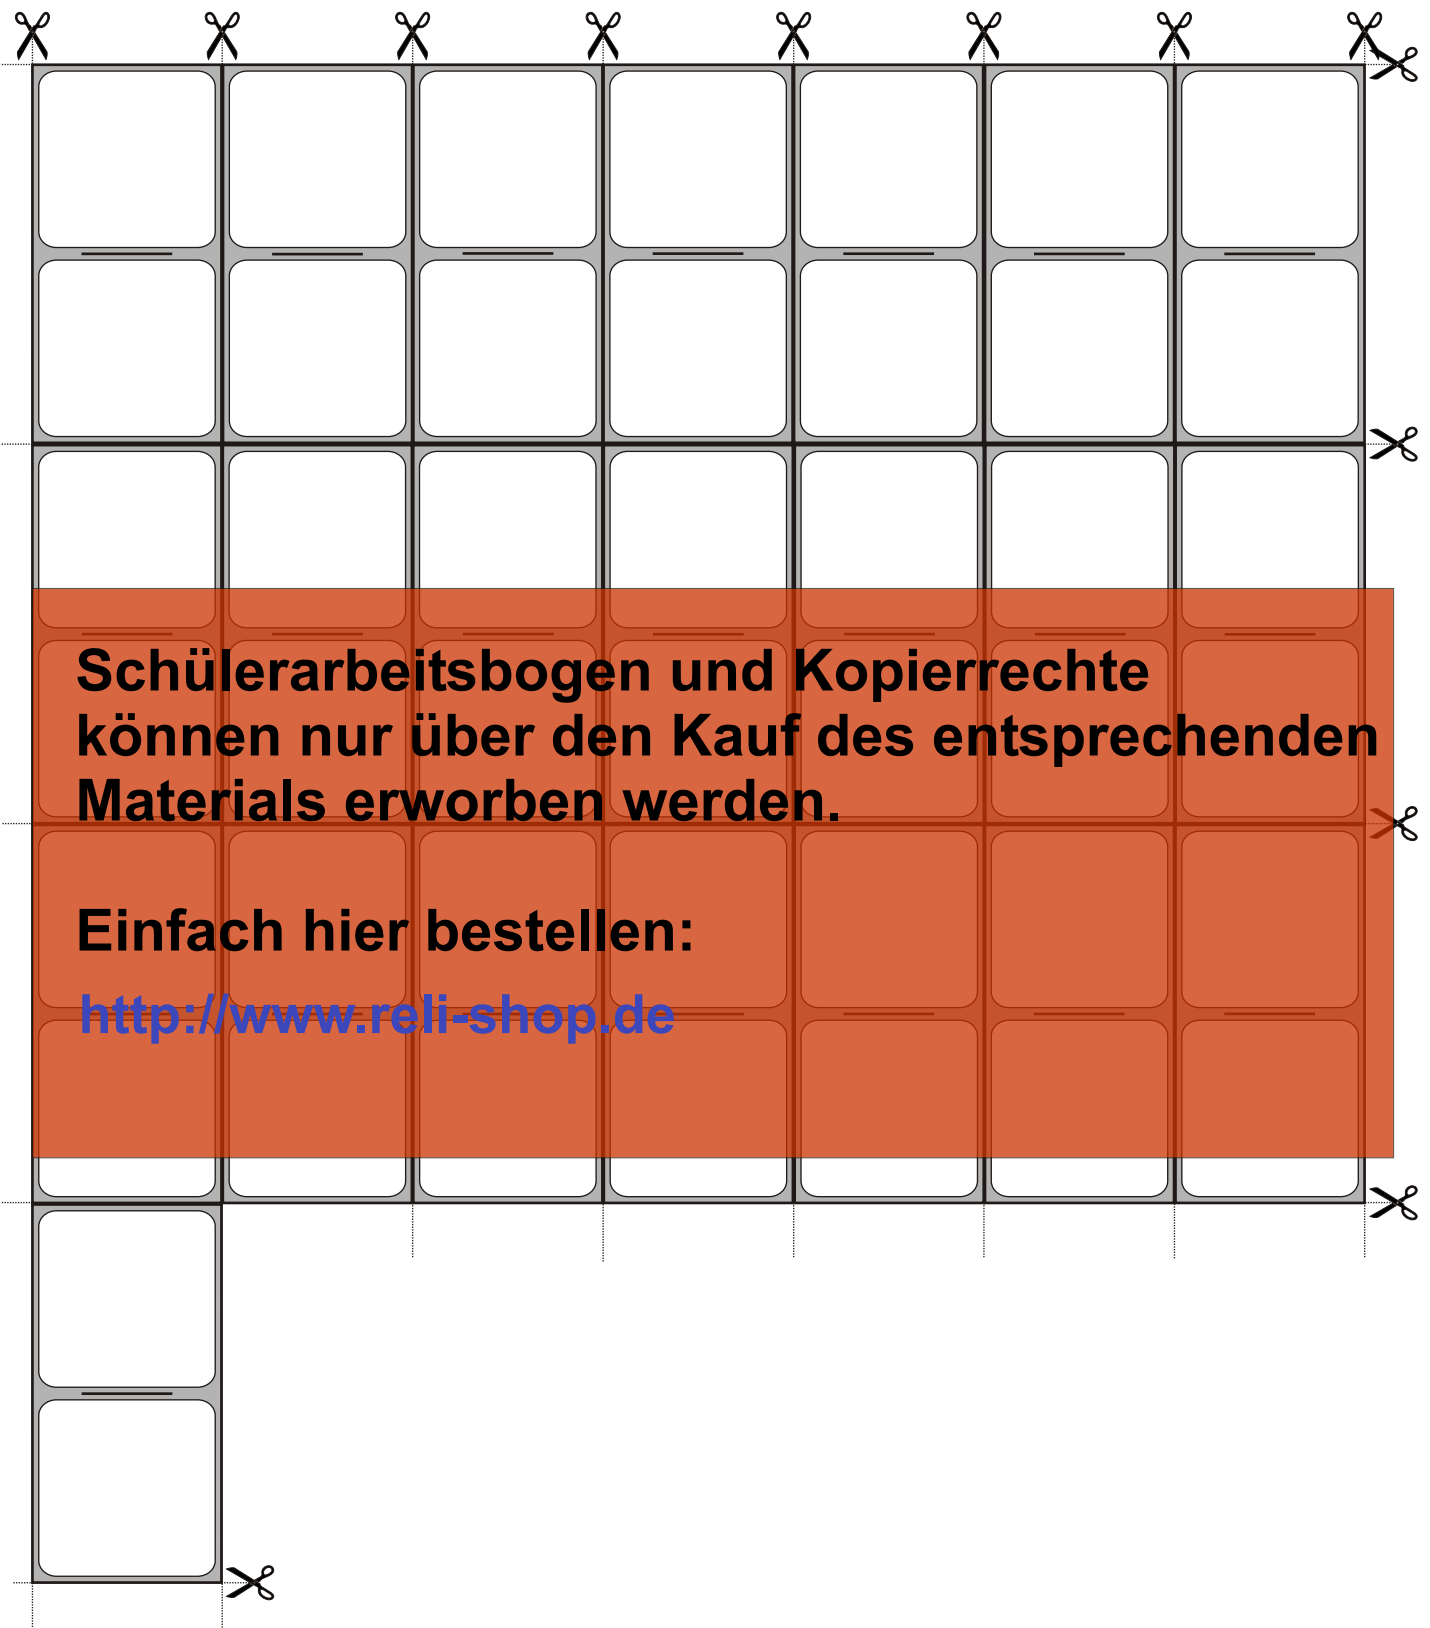 Schülerarbeitsbogen und Kopierrechte
können nur über den Kauf des entsprechenden
Materials erworben werden.
Einfach hier bestellen:
http://www.reli-shop.de